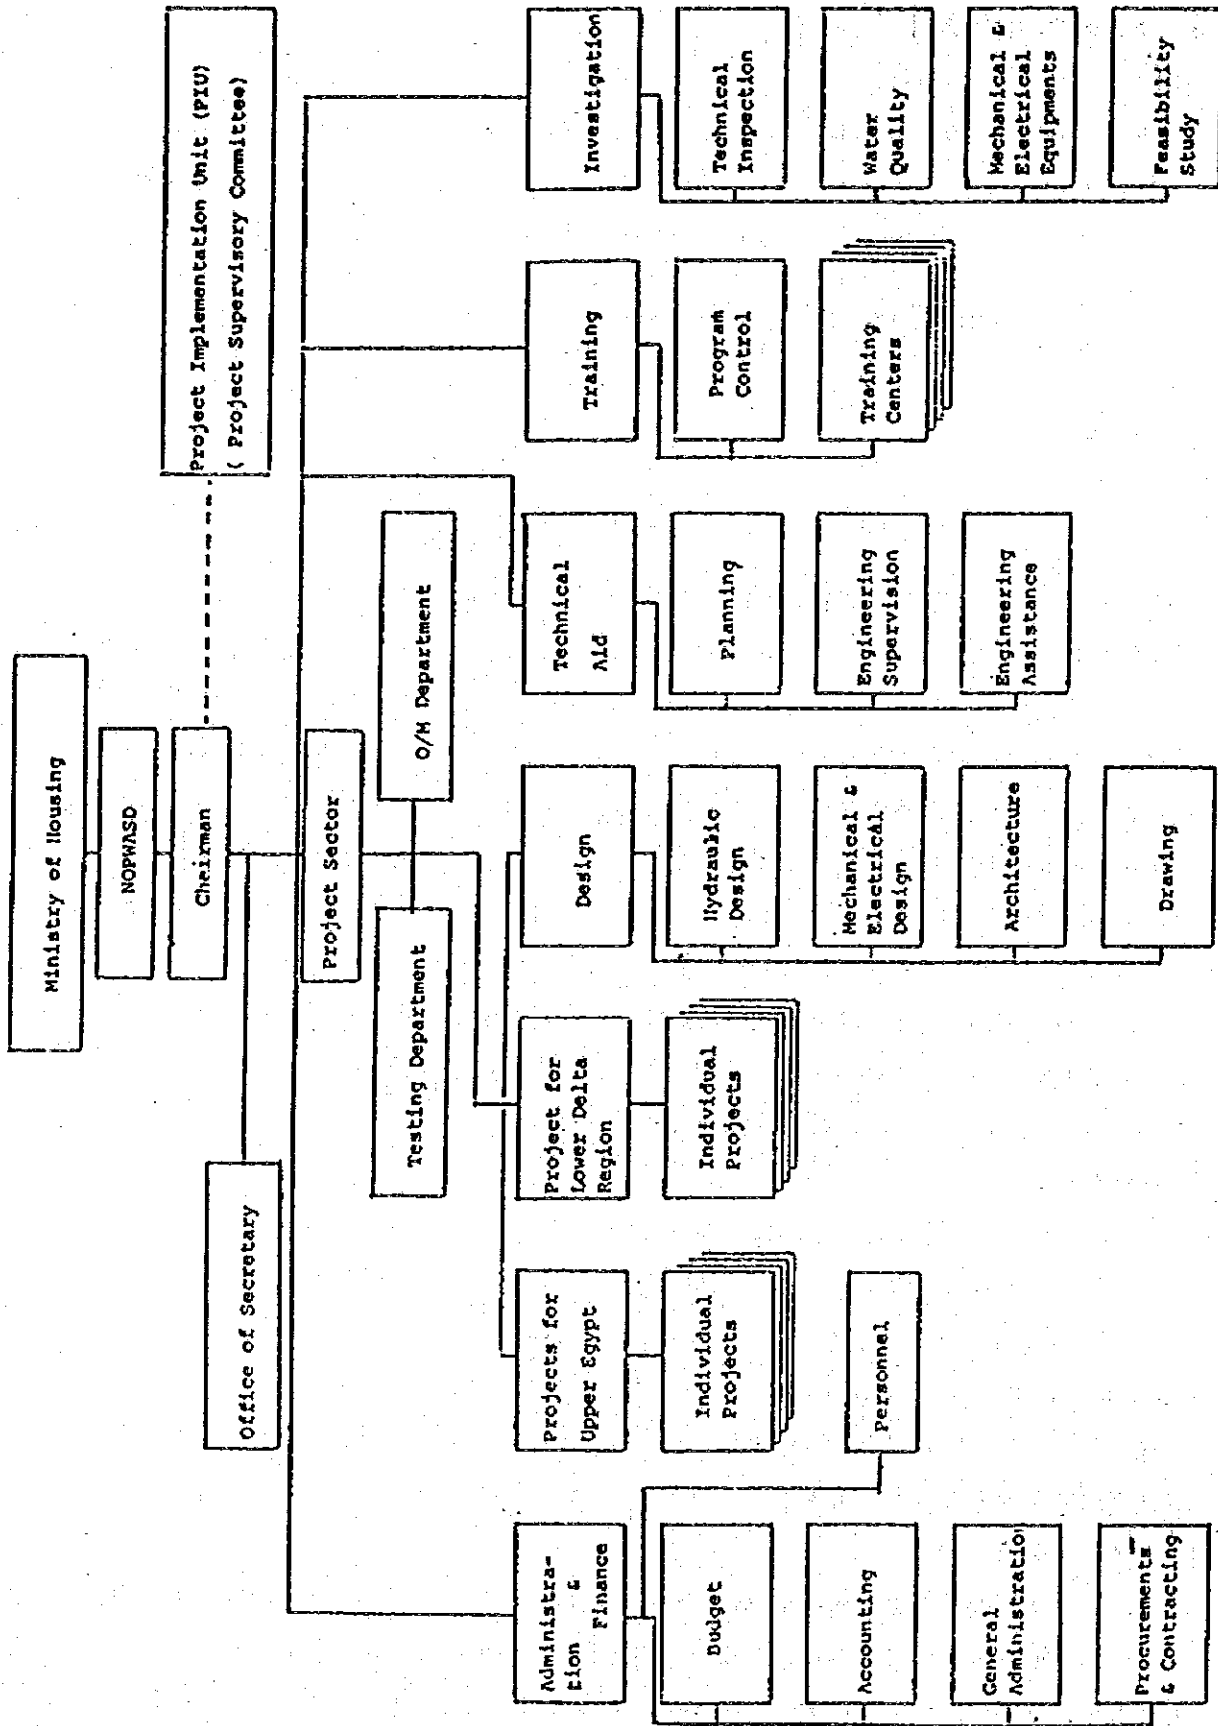 Ministry of Housing
NOPWASD
Chairman
Project Implementation Unit (PIU)
( Project Supervisory Committee)
Office of Secretary
Project Sector
Testing Department
O/M Department
Administra-
tion &
Finance
Budget
Accounting
General
Administratio
Procurements
& Contracting
Personnel
Projects for
Upper Egypt
Individual
Projects
Project for
Lower Delta
Region
Individual
Projects
Design
Hydraubic
Design
Mechanical &
Electrical
Design
Architecture
Drawing
Technical
Aid
Planning
Engineering
Supervision
Engineering
Assistance
Training
Program
Control
Training
Centers
Investigation
Technical
Inspection
Water
Quality
Mechanical &
Electrical
Equipments
Feasibility
Study